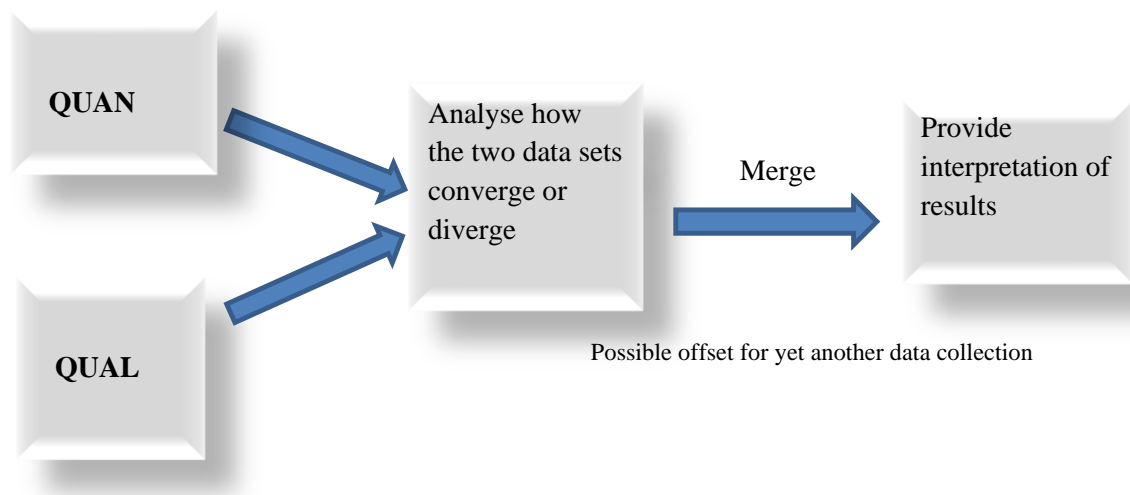 QUAN
QUAL
Analyse how
the two data sets
converge or
diverge
Merge
Provide
interpretation of
results
Possible offset for yet another data collection